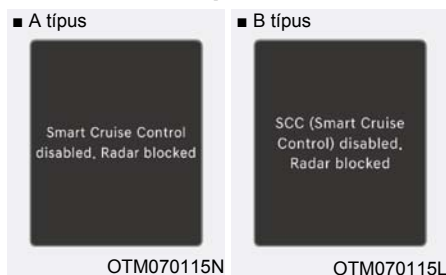 ■ A típus
Smart Cruise Control
disabled. Radar blocked
OTM070115N
■ B típus
SCC (Smart Cruise
Control) disabled.
Radar blocked
OTM070115L